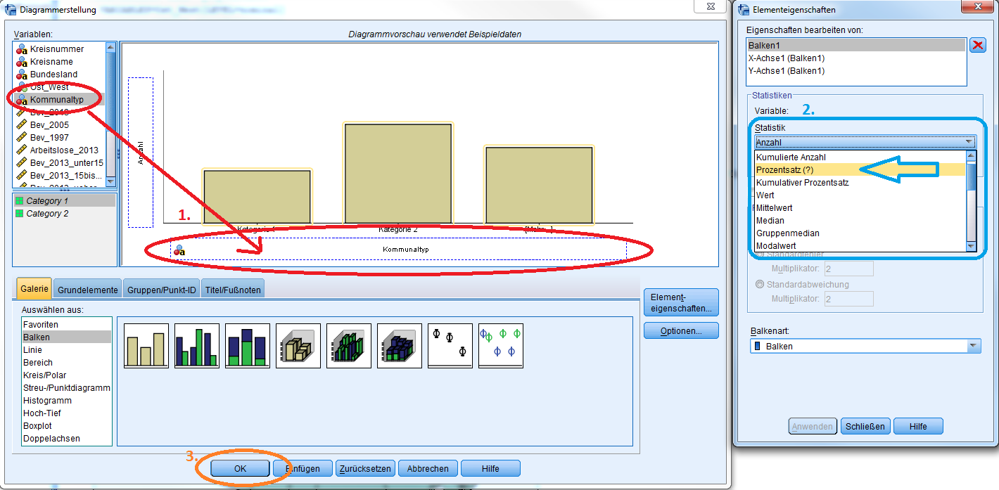 Diagrammerstellung
Variablen:
Diagrammvorschau verwendet Beispieldaten
Kreisnummer
Kreisname
Bundesland
Ost_West
Kommunaltyp
Bev_2005
Bev_1997
Arbeitslose_2013
Bev_2013_unter15
Bev_2013_15bis...
Category 1
Category 2
Anzahl
1.
Kategorie 1
Kategorie 2
Kommunaltyp
Galerie
Grundelemente
Gruppen/Punkt-ID
Titel/Fußnoten
Auswählen aus:
Favoriten
Balken
Linie
Bereich
Kreis/Polar
Streu-/Punktdiagramm
Histogramm
Hoch-Tief
Boxplot
Doppelachsen
Element-
eigenschaften...
Optionen...
3.
OK
Einfügen
Zurücksetzen
Abbrechen
Hilfe
Elementeigenschaften
Eigenschaften bearbeiten von:
Balken1
X-Achse1 (Balken1)
Y-Achse1 (Balken1)
Statistiken
Variable:
2.
Statistik
Anzahl
Kumulierte Anzahl
Prozentsatz (?)
Kumulativer Prozentsatz
Wert
Mittelwert
Median
Gruppenmedian
Modalwert
Standardfehler
Multiplikator: 2
Standardabweichung
Multiplikator: 2
Balkenart:
Balken
Anwenden
Schließen
Hilfe